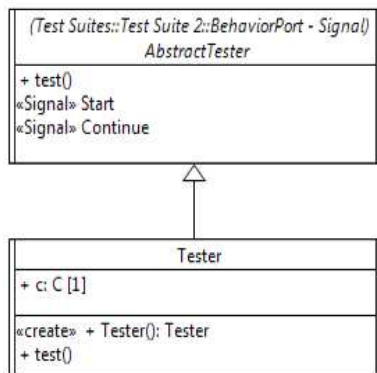 (Test Suites::Test Suite 2::BehaviorPort - Signal)
AbstractTester
+ test()
«Signal» Start
«Signal» Continue
Tester
+ c: C [1]
«create» + Tester(): Tester
+ test()